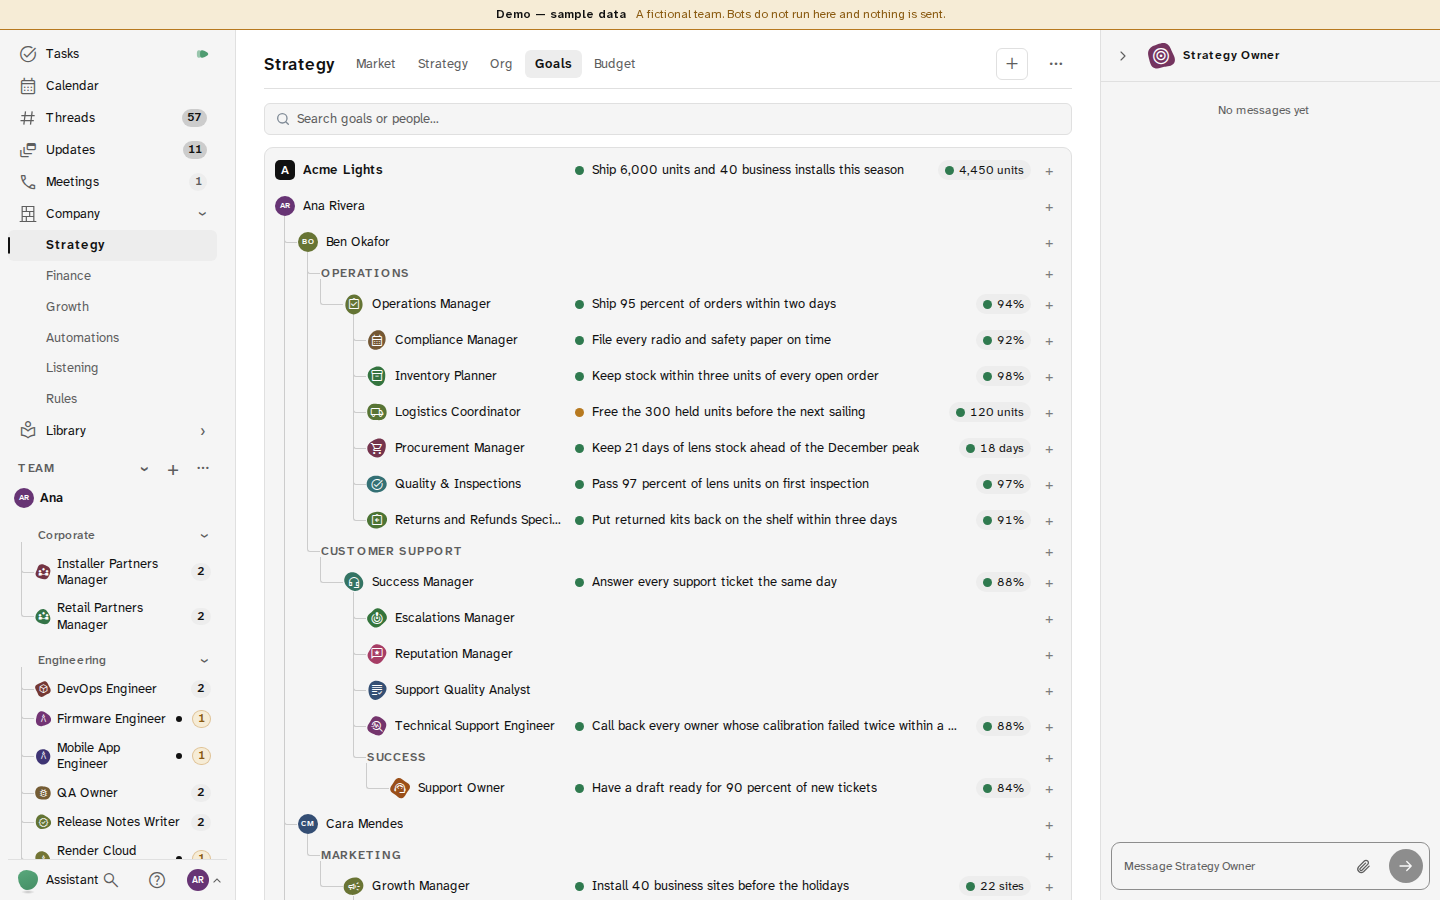 Demo — sample data A fictional team. Bots do not run here and nothing is sent.
Tasks
Calendar
Threads 57
Updates 11
Meetings 1
Company
Strategy
Finance
Growth
Automations
Listening
Rules
Library
TEAM
AR Ana
Corporate
Installer Partners Manager 2
Retail Partners Manager 2
Engineering
DevOps Engineer 2
Firmware Engineer 1
Mobile App Engineer 1
QA Owner 2
Release Notes Writer 2
Render Cloud 1
Assistant
AR
Strategy Market Strategy Org Goals Budget
Search goals or people...
A Acme Lights Ship 6,000 units and 40 business installs this season 4,450 units +
AR Ana Rivera +
BO Ben Okafor +
OPERATIONS +
Operations Manager Ship 95 percent of orders within two days 94% +
Compliance Manager File every radio and safety paper on time 92% +
Inventory Planner Keep stock within three units of every open order 98% +
Logistics Coordinator Free the 300 held units before the next sailing 120 units +
Procurement Manager Keep 21 days of lens stock ahead of the December peak 18 days +
Quality & Inspections Pass 97 percent of lens units on first inspection 97% +
Returns and Refunds Speci... Put returned kits back on the shelf within three days 91% +
CUSTOMER SUPPORT +
Success Manager Answer every support ticket the same day 88% +
Escalations Manager +
Reputation Manager +
Support Quality Analyst +
Technical Support Engineer Call back every owner whose calibration failed twice within a ... 88% +
SUCCESS +
Support Owner Have a draft ready for 90 percent of new tickets 84% +
CM Cara Mendes +
MARKETING +
Growth Manager Install 40 business sites before the holidays 22 sites +
Strategy Owner
No messages yet
Message Strategy Owner